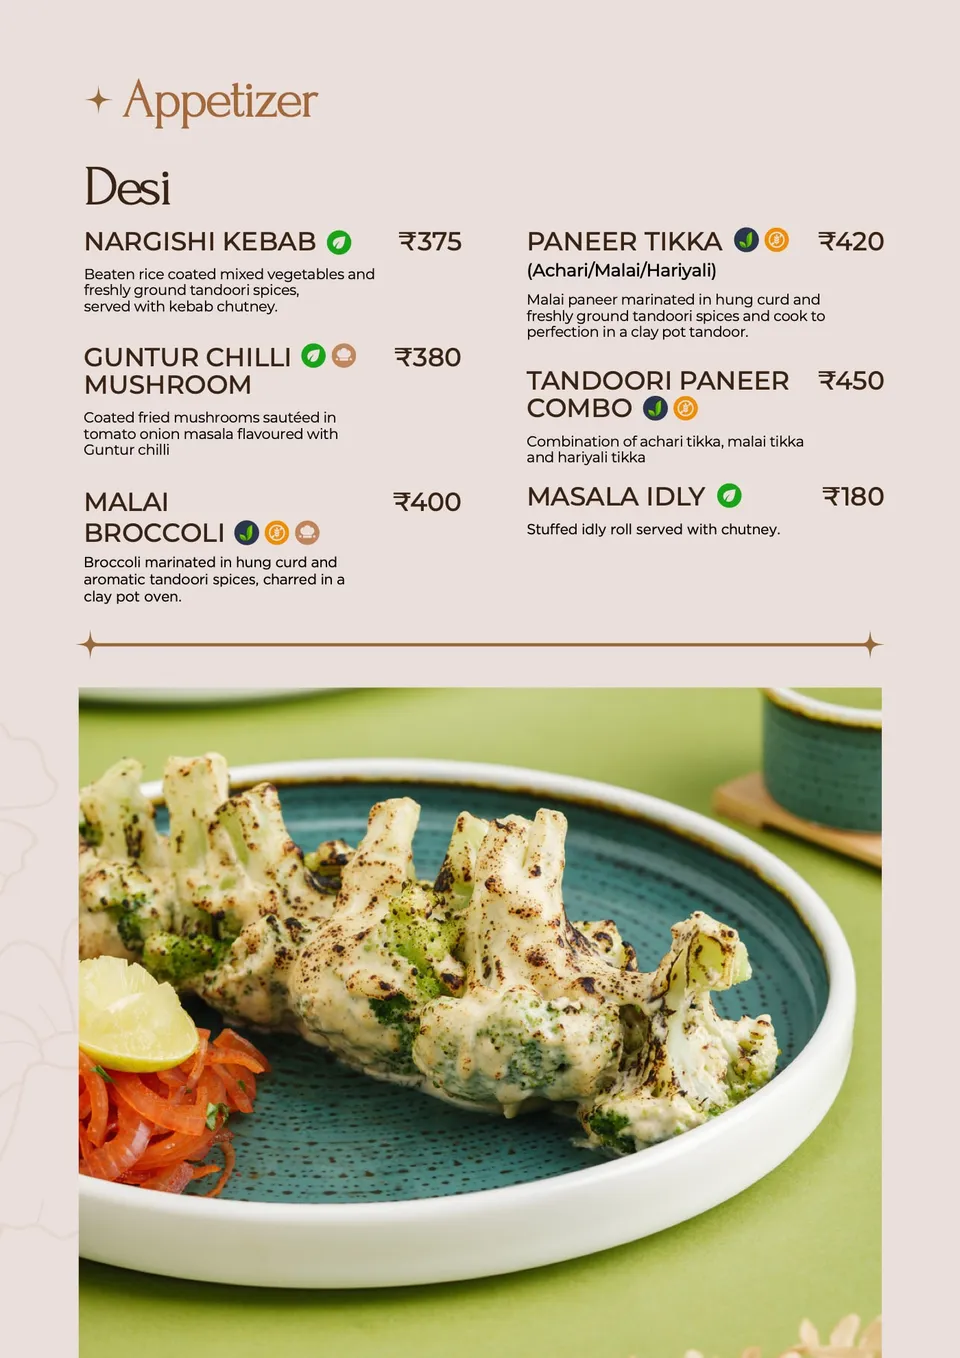 Appetizer
Desi
NARGISHI KEBAB ₹375
Beaten rice coated mixed vegetables and
freshly ground tandoori spices,
served with kebab chutney.
GUNTUR CHILLI ₹380
MUSHROOM
Coated fried mushrooms sautéed in
tomato onion masala flavoured with
Guntur chilli
MALAI ₹400
BROCCOLI
Broccoli marinated in hung curd and
aromatic tandoori spices, charred in a
clay pot oven.
PANEER TIKKA ₹420
(Achari/Malai/Hariyali)
Malai paneer marinated in hung curd and
freshly ground tandoori spices and cook to
perfection in a clay pot tandoor.
TANDOORI PANEER ₹450
COMBO
Combination of achari tikka, malai tikka
and hariyali tikka
MASALA IDLY ₹180
Stuffed idly roll served with chutney.